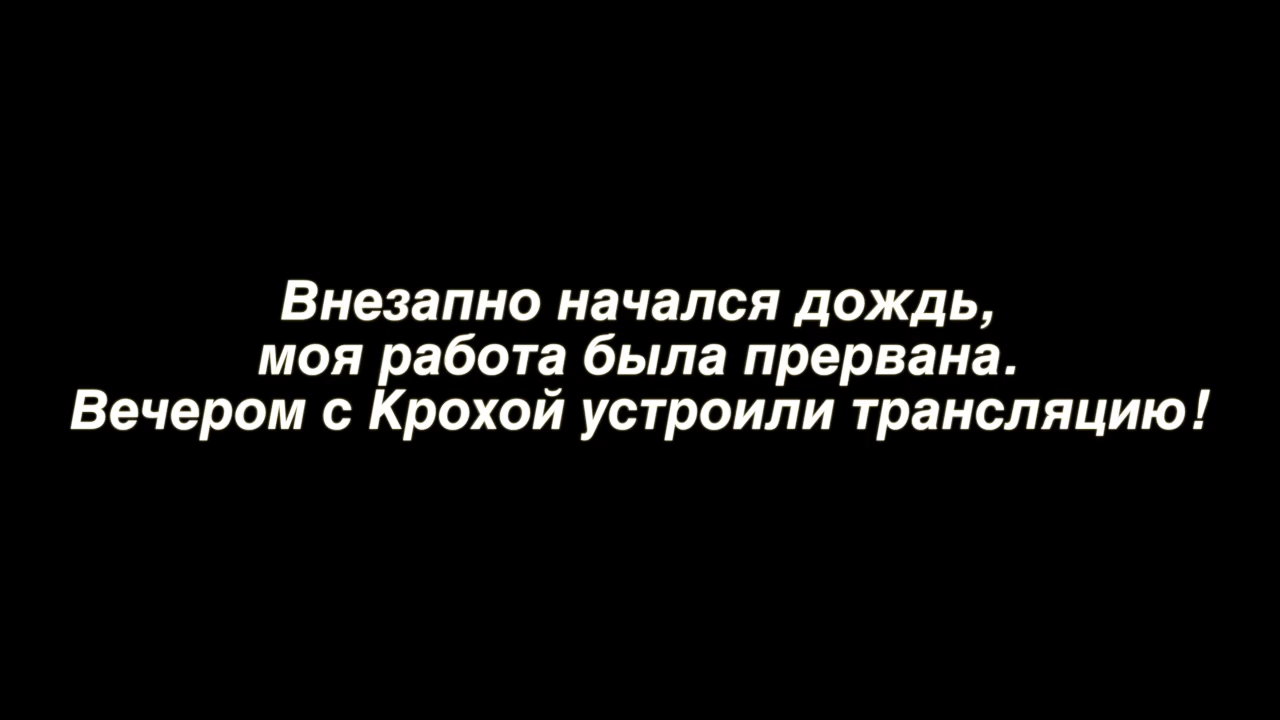 Внезапно начался дождь,
моя работа была прервана.
Вечером с Крохой устроили трансляцию!